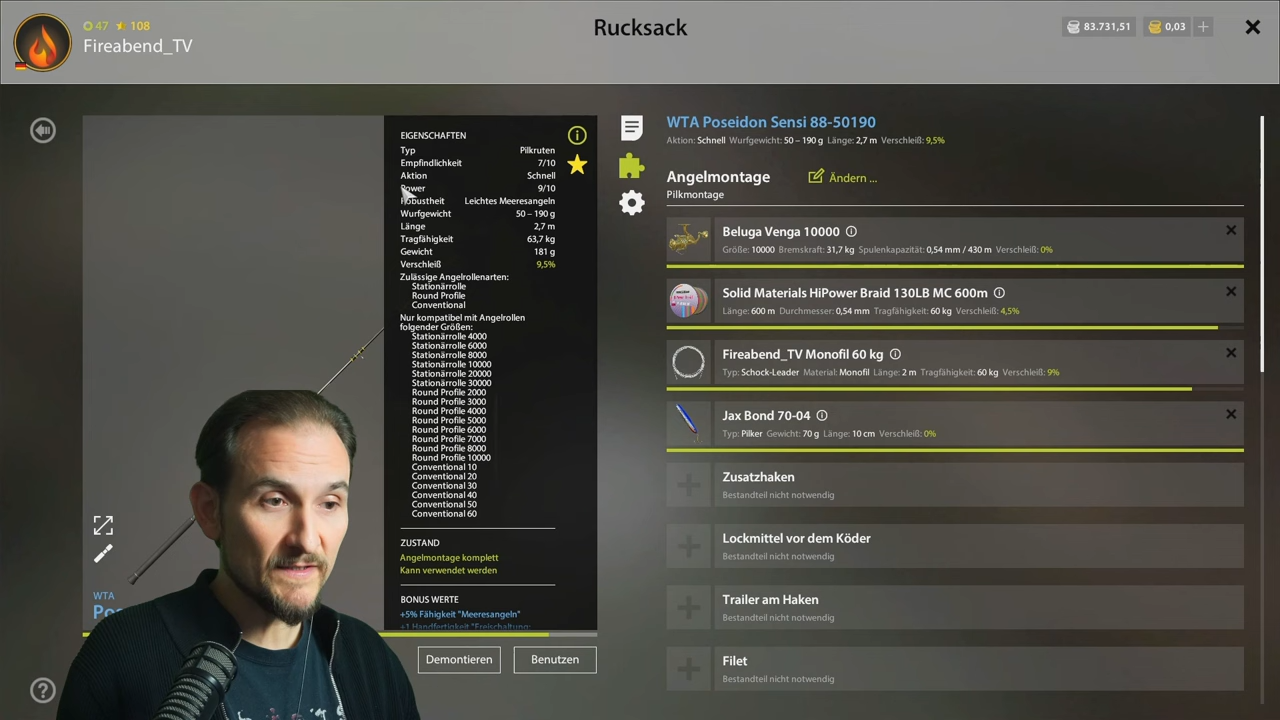 47 108
Fireabend_TV
Rucksack
83.731,51
0,03
EIGENSCHAFTEN
Typ Pilkruten
Empfindlichkeit 7/10
Aktion Schnell
Power 9/10
Robustheit Leichtes Meeresangeln
Wurfgewicht 50 – 190 g
Länge 2,7 m
Tragfähigkeit 63,7 kg
Gewicht 181 g
Verschleiß 9,5%
Zulässige Angelrollenarten:
Stationärrolle
Round Profile
Conventional
Nur kompatibel mit Angelrollen
folgender Größen:
Stationärrolle 4000
Stationärrolle 6000
Stationärrolle 8000
Stationärrolle 10000
Stationärrolle 20000
Stationärrolle 30000
Round Profile 2000
Round Profile 3000
Round Profile 4000
Round Profile 5000
Round Profile 6000
Round Profile 7000
Round Profile 8000
Round Profile 10000
Conventional 10
Conventional 20
Conventional 30
Conventional 40
Conventional 50
Conventional 60
ZUSTAND
Angelmontage komplett
Kann verwendet werden
BONUS WERTE
+5% Fähigkeit "Meeresangeln"
+1 Handfertigkeit "Freischaltung:
WTA
Pos
Demontieren
Benutzen
WTA Poseidon Sensi 88-50190
Aktion: Schnell Wurfgewicht: 50 – 190 g Länge: 2,7 m Verschleiß: 9,5%
Angelmontage
Ändern ...
Pilkmontage
Beluga Venga 10000
Größe: 10000 Bremskraft: 31,7 kg Spulenkapazität: 0,54 mm / 430 m Verschleiß: 0%
Solid Materials HiPower Braid 130LB MC 600m
Länge: 600 m Durchmesser: 0,54 mm Tragfähigkeit: 60 kg Verschleiß: 4,5%
Fireabend_TV Monofil 60 kg
Typ: Schock-Leader Material: Monofil Länge: 2 m Tragfähigkeit: 60 kg Verschleiß: 9%
Jax Bond 70-04
Typ: Pilker Gewicht: 70 g Länge: 10 cm Verschleiß: 0%
Zusatzhaken
Bestandteil nicht notwendig
Lockmittel vor dem Köder
Bestandteil nicht notwendig
Trailer am Haken
Bestandteil nicht notwendig
Filet
Bestandteil nicht notwendig